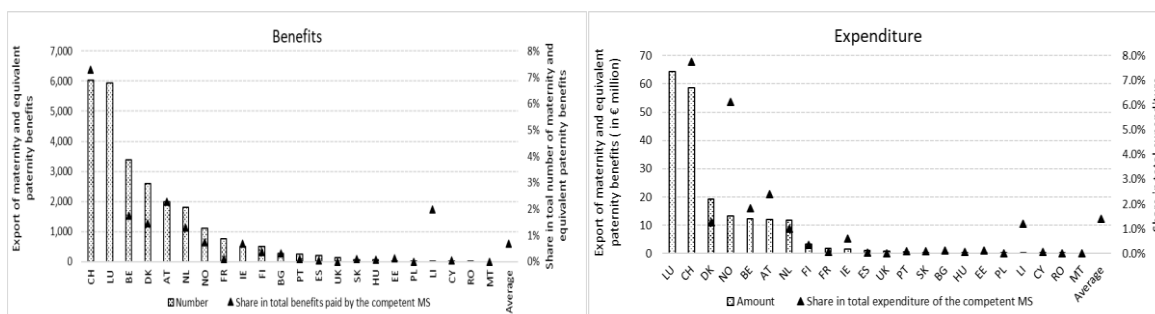 Benefits
Export of maternity and equivalent
paternity benefits
7,000
6,000
5,000
4,000
3,000
2,000
1,000
0
8%
7%
6%
5%
4%
3%
2%
1%
0%
Share in toal number of maternity and
equivalent paternity benefits
CH LU BE DK AT NL NO FR IE FI BG PT ES UK SK HU EE PL LI CY RO MT Average
Number Share in total benefits paid by the competent MS
Expenditure
Export of maternity and equivalent
paternity benefits ( in € million)
70
60
50
40
30
20
10
0
8.0%
7.0%
6.0%
5.0%
4.0%
3.0%
2.0%
1.0%
0.0%
Share in total expenditure
LU CH DK NO BE AT NL FI FR IE ES UK PT SK BG HU EE PL LI CY RO MT Average
Amount Share in total expenditure of the competent MS